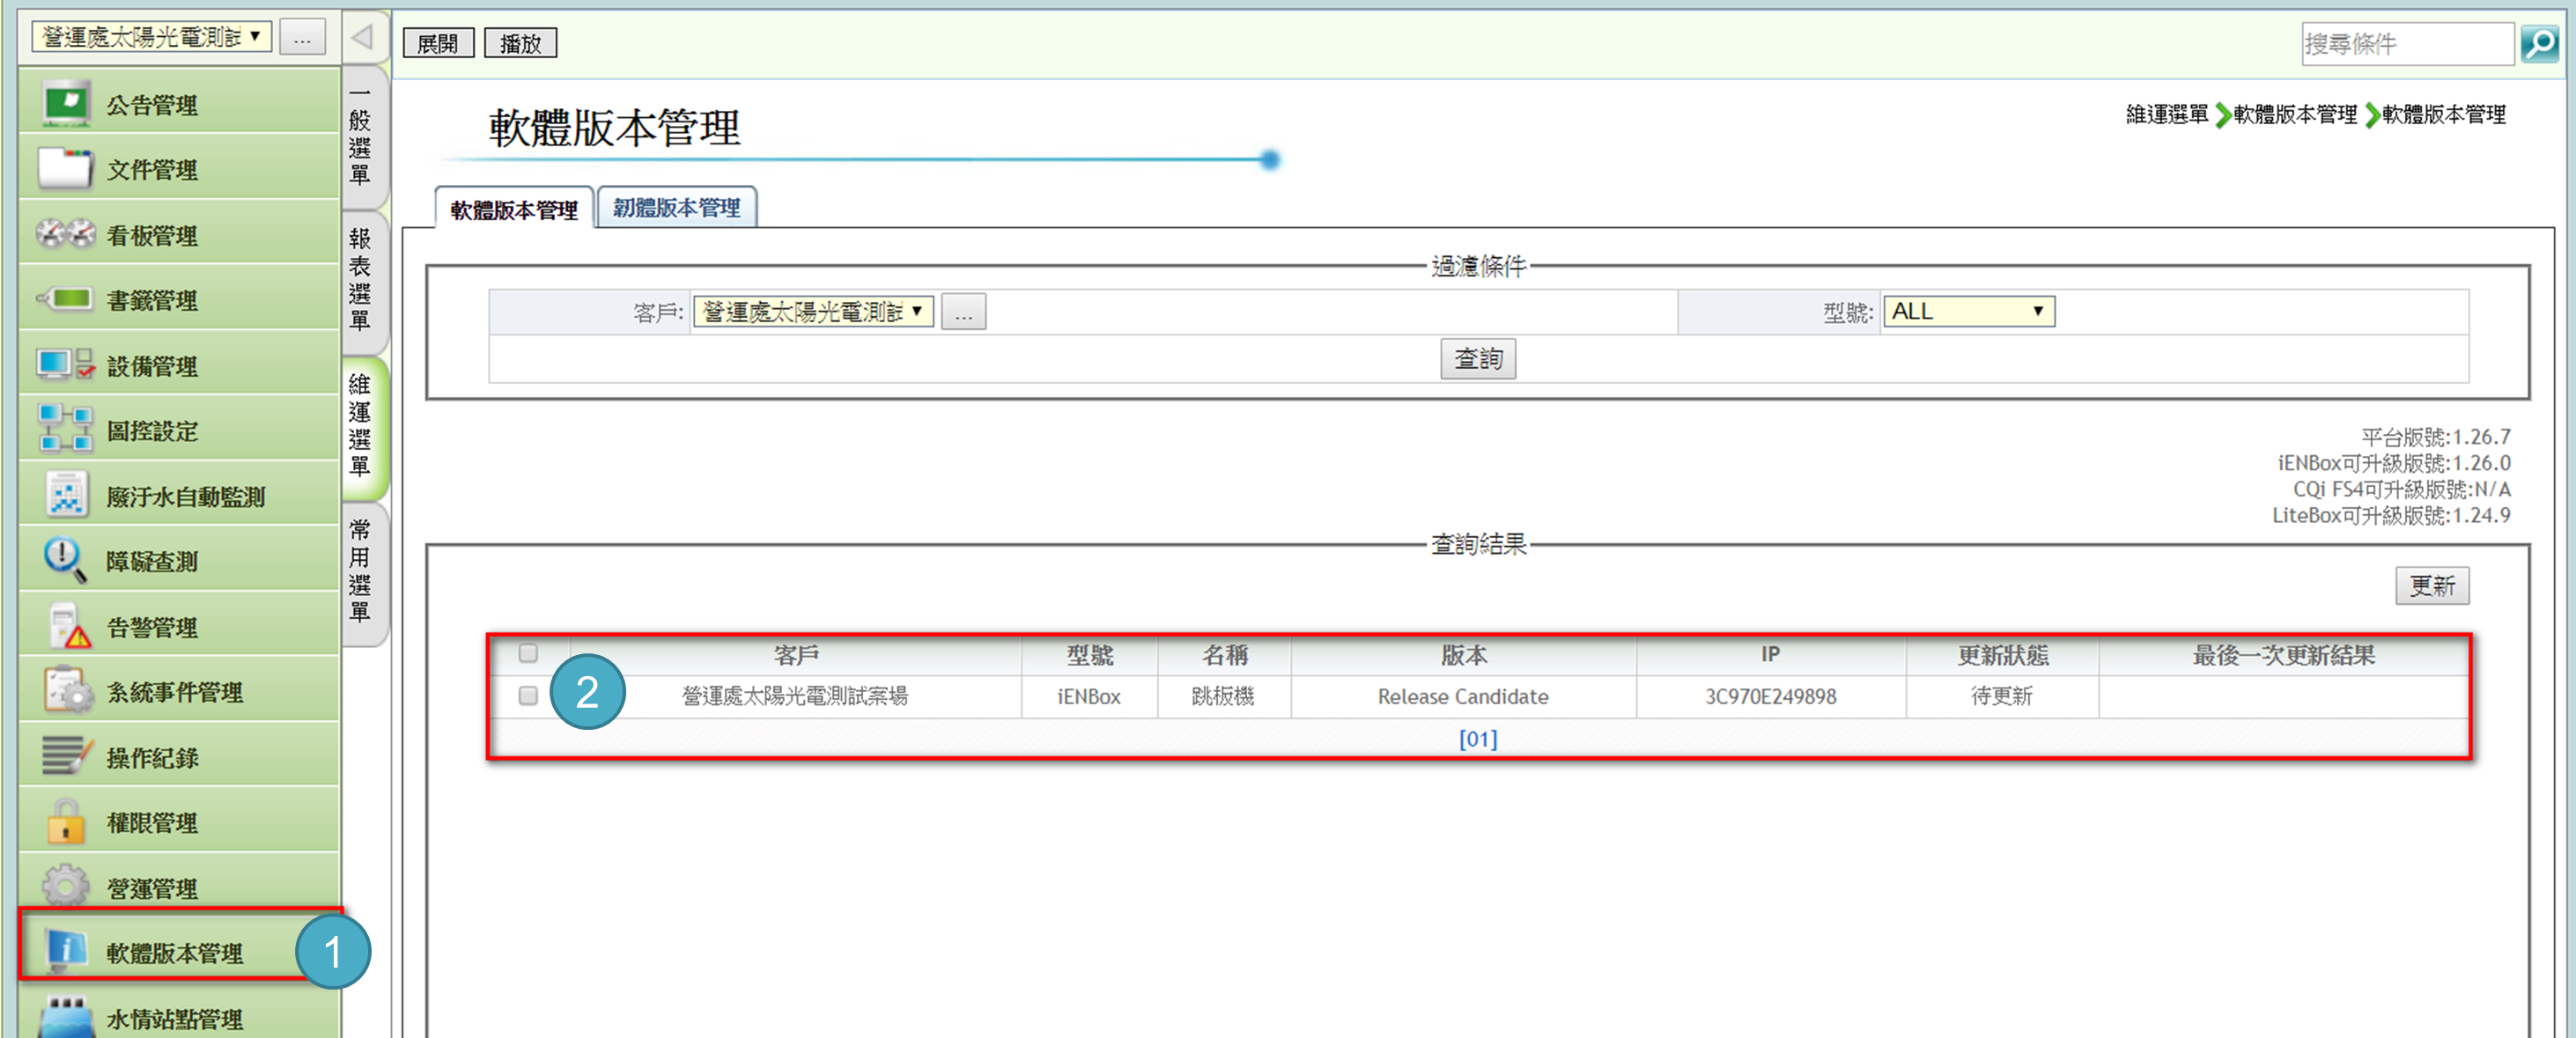 營運處太陽光電測試 ...
展開 播放
搜尋條件
公告管理
文件管理
看板管理
書籤管理
設備管理
圖控設定
廢汙水自動監測
障礙查測
告警管理
系統事件管理
操作紀錄
權限管理
營運管理
軟體版本管理 1
水情站點管理
一般選單
報表選單
維運選單
常用選單
軟體版本管理
維運選單 軟體版本管理 軟體版本管理
軟體版本管理 韌體版本管理
過濾條件
客戶: 營運處太陽光電測試 ... 型號: ALL
查詢
平台版號:1.26.7
iENBox可升級版號:1.26.0
CQi FS4可升級版號:N/A
LiteBox可升級版號:1.24.9
查詢結果
更新
客戶 型號 名稱 版本 IP 更新狀態 最後一次更新結果
2 營運處太陽光電測試案場 iENBox 跳板機 Release Candidate 3C970E249898 待更新
[01]